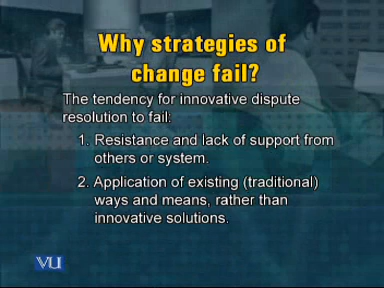 Why strategies of
change fail?
The tendency for innovative dispute
resolution to fail:
1. Resistance and lack of support from
others or system.
2. Application of existing (traditional)
ways and means, rather than
innovative solutions.
VU